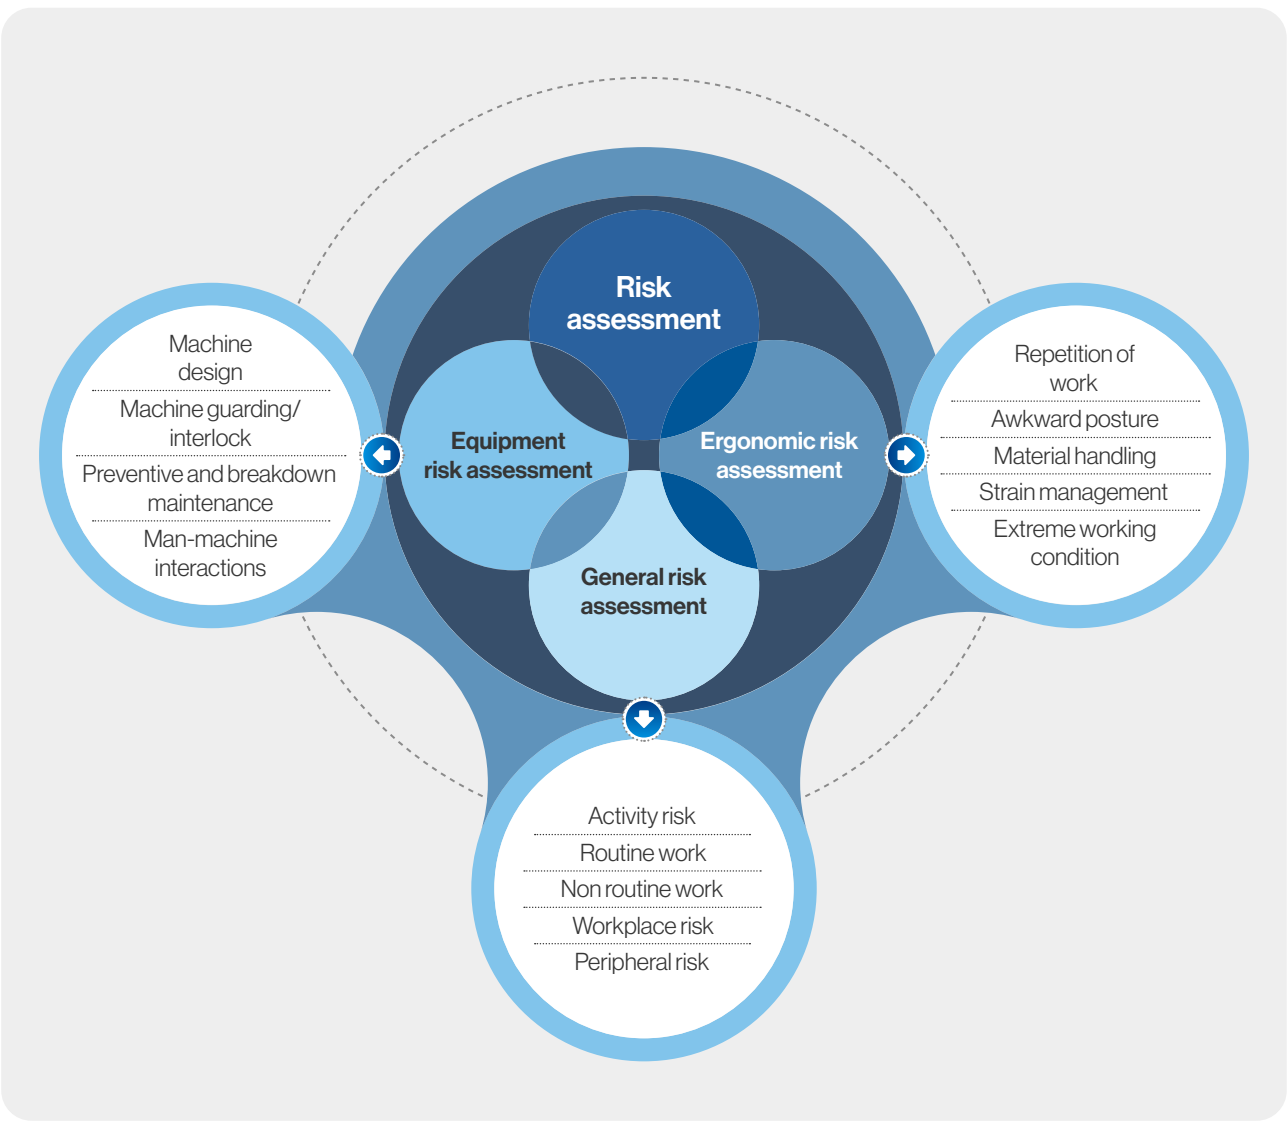 Risk
assessment
Equipment
risk assessment
Ergonomic risk
assessment
General risk
assessment
Machine
design
Machine guarding/
interlock
Preventive and breakdown
maintenance
Man-machine
interactions
Repetition of
work
Awkward posture
Material handling
Strain management
Extreme working
condition
Activity risk
Routine work
Non routine work
Workplace risk
Peripheral risk